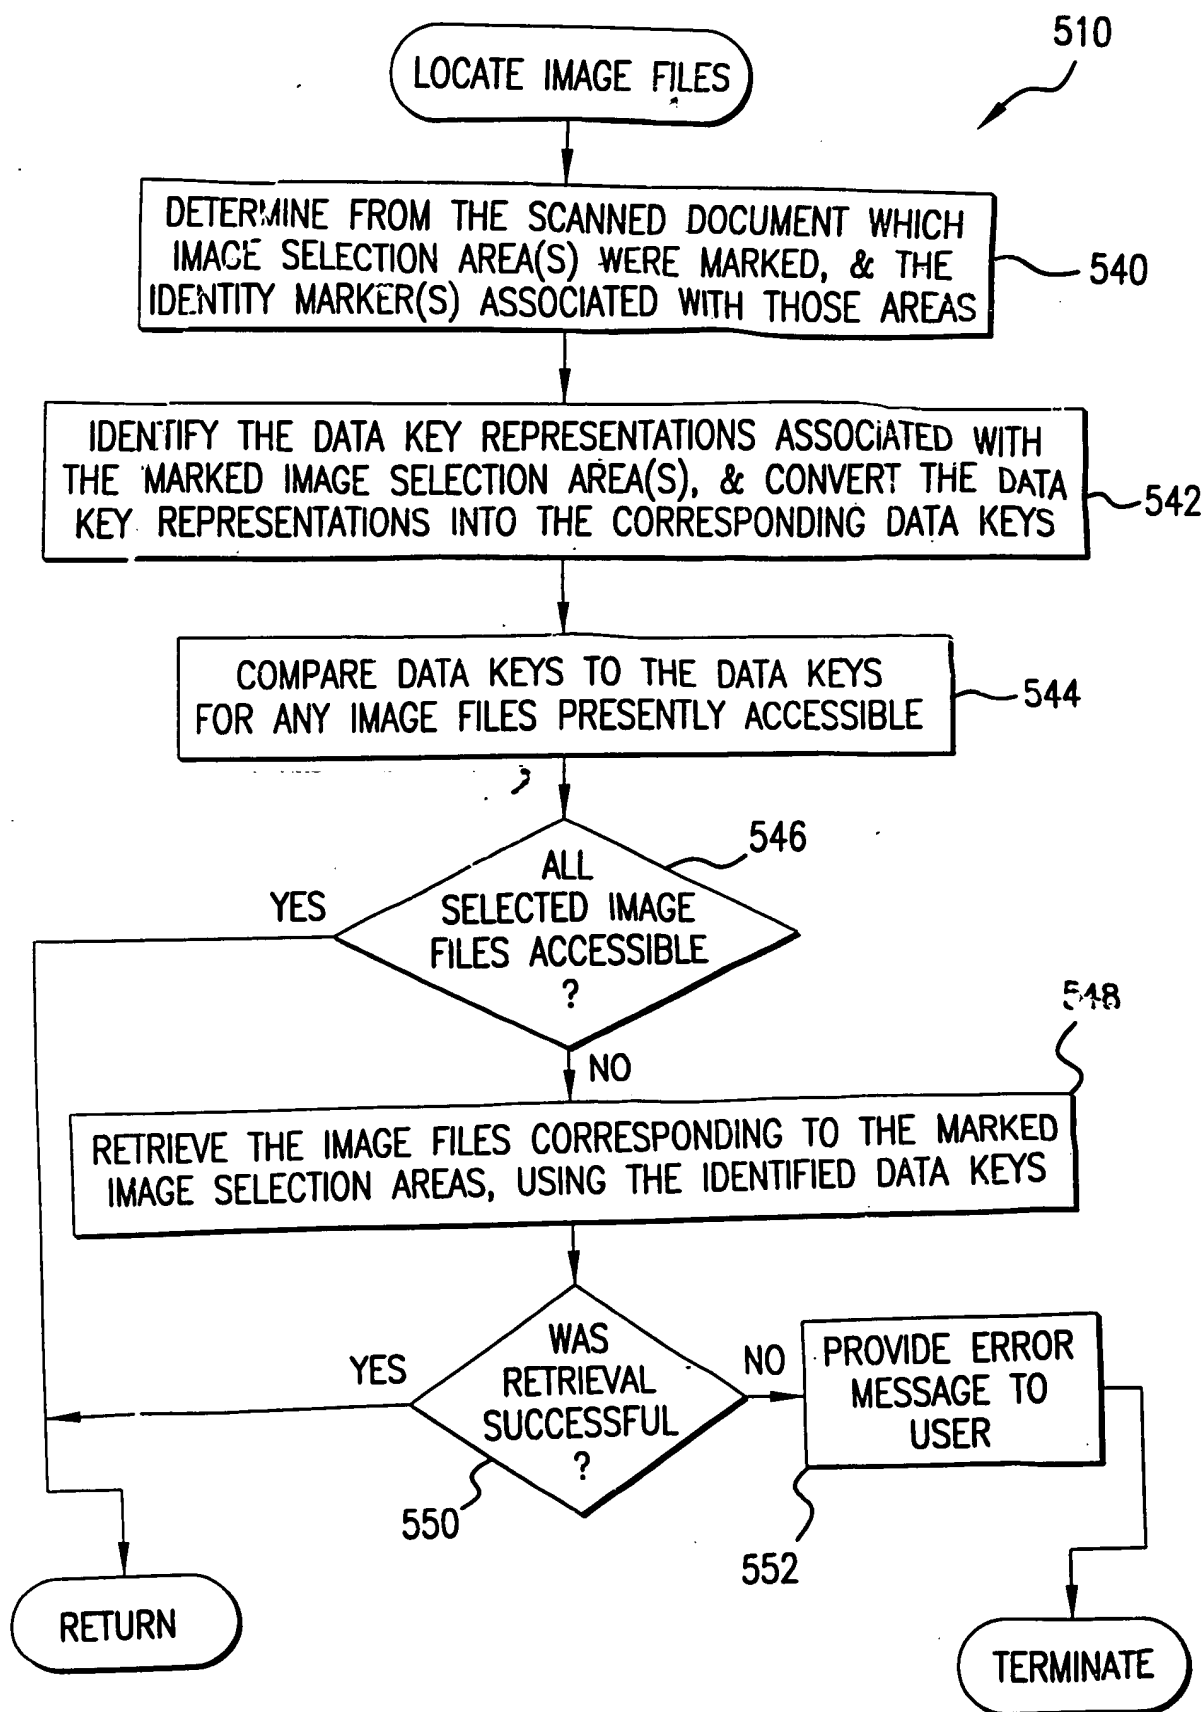 510
LOCATE IMAGE FILES
DETERMINE FROM THE SCANNED DOCUMENT WHICH
IMAGE SELECTION AREA(S) WERE MARKED, & THE
IDENTITY MARKER(S) ASSOCIATED WITH THOSE AREAS
540
IDENTIFY THE DATA KEY REPRESENTATIONS ASSOCIATED WITH
THE MARKED IMAGE SELECTION AREA(S), & CONVERT THE DATA
KEY REPRESENTATIONS INTO THE CORRESPONDING DATA KEYS
542
COMPARE DATA KEYS TO THE DATA KEYS
FOR ANY IMAGE FILES PRESENTLY ACCESSIBLE
544
546
ALL
SELECTED IMAGE
FILES ACCESSIBLE
?
YES
NO
548
RETRIEVE THE IMAGE FILES CORRESPONDING TO THE MARKED
IMAGE SELECTION AREAS, USING THE IDENTIFIED DATA KEYS
WAS
RETRIEVAL
SUCCESSFUL
?
YES
NO
550
PROVIDE ERROR
MESSAGE TO
USER
552
RETURN
TERMINATE